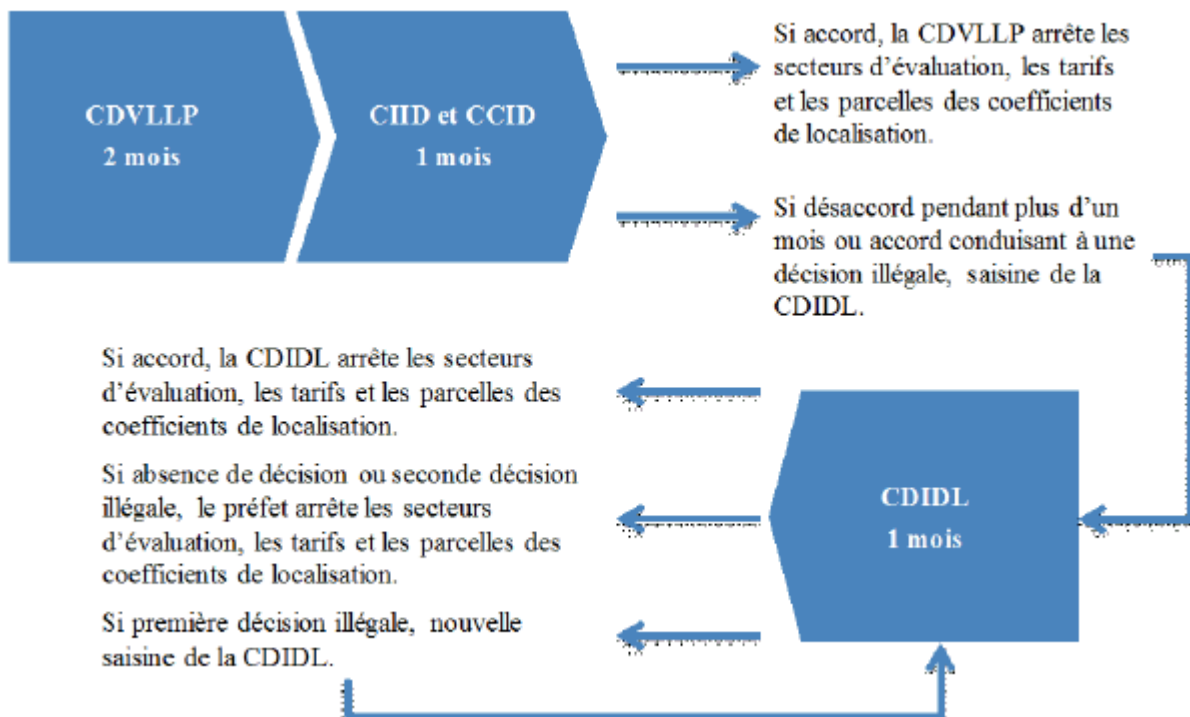 CDVLLP
2 mois
CIID et CCID
1 mois
Si accord, la CDVLLP arrête les
secteurs d'évaluation, les tarifs
et les parcelles des coefficients
de localisation.
Si désaccord pendant plus d'un
mois ou accord conduisant à une
décision illégale, saisine de la
CDIDL.
Si accord, la CDIDL arrête les secteurs
d'évaluation, les tarifs et les parcelles des
coefficients de localisation.
Si absence de décision ou seconde décision
illégale, le préfet arrête les secteurs
d'évaluation, les tarifs et les parcelles des
coefficients de localisation.
Si première décision illégale, nouvelle
saisine de la CDIDL.
CDIDL
1 mois